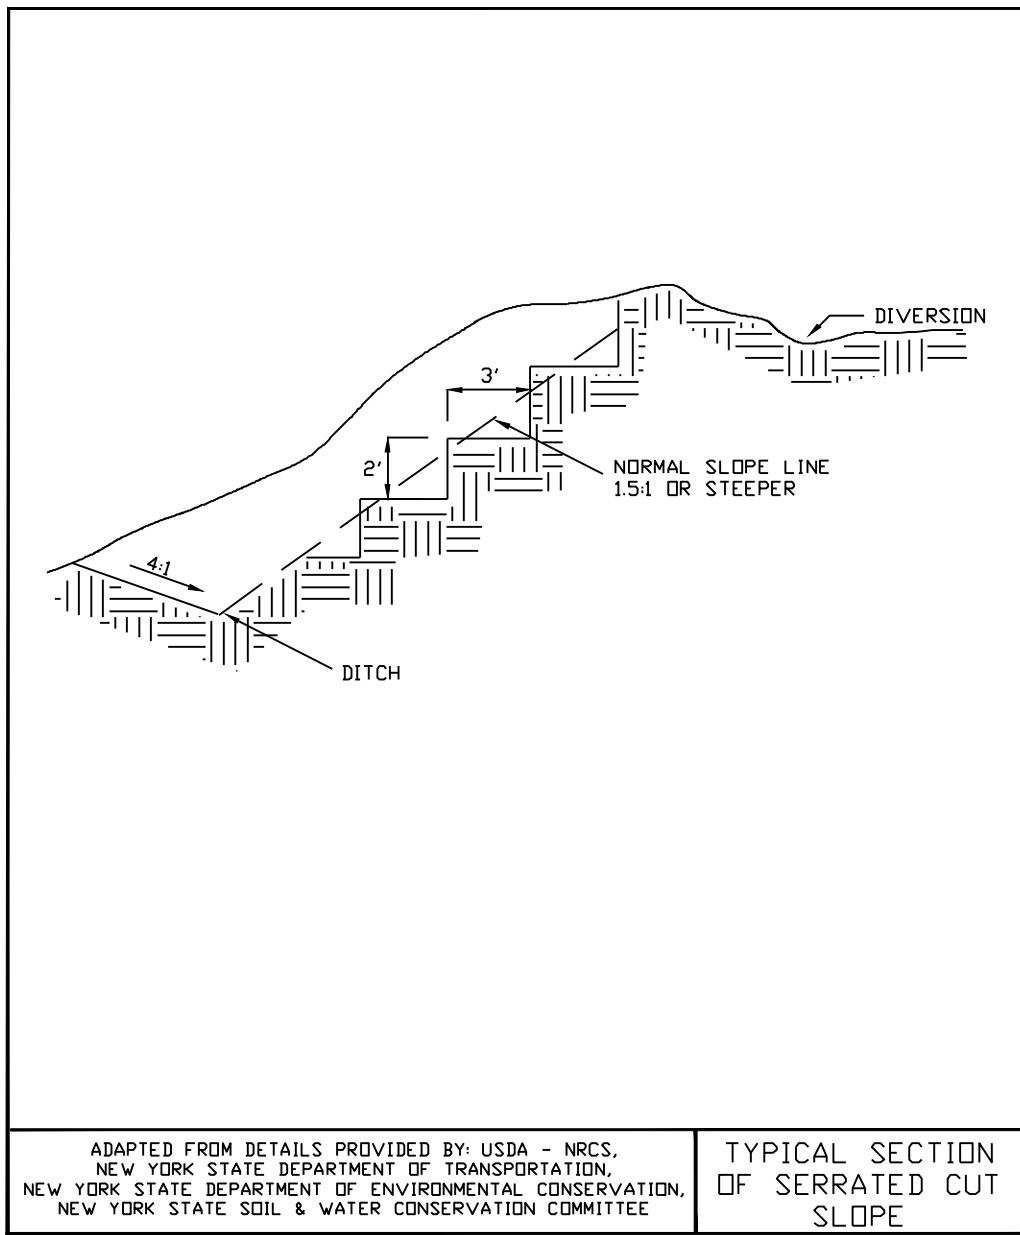 DIVERSION
3'
2'
NORMAL SLOPE LINE
1.5:1 OR STEEPER
4:1
DITCH
ADAPTED FROM DETAILS PROVIDED BY: USDA - NRCS,
NEW YORK STATE DEPARTMENT OF TRANSPORTATION,
NEW YORK STATE DEPARTMENT OF ENVIRONMENTAL CONSERVATION,
NEW YORK STATE SOIL & WATER CONSERVATION COMMITTEE
TYPICAL SECTION
OF SERRATED CUT
SLOPE